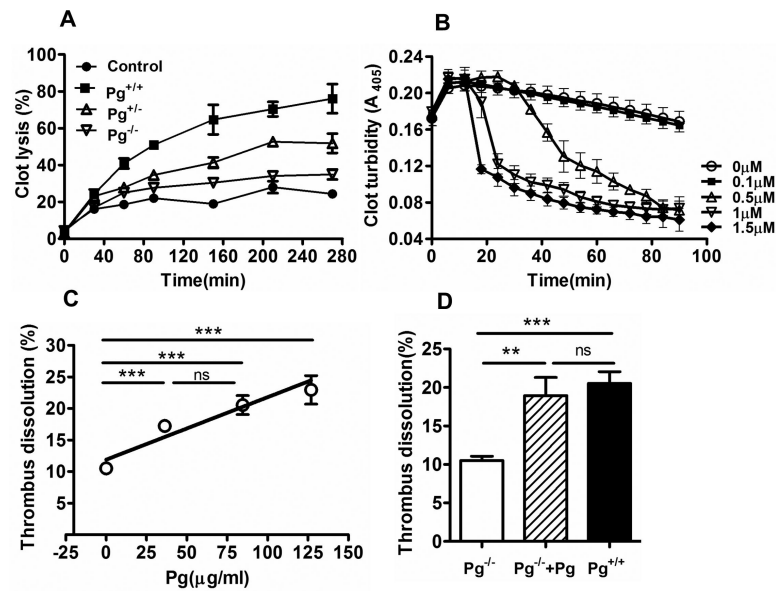 A
Clot lysis (%)
100
80
60
40
20
0
Control
Pg+/+
Pg+/-
Pg-/-
0 40 80 120 160 200 240 280
Time(min)
B
Clot turbidity (A 405)
0.24
0.20
0.16
0.12
0.08
0.04
0 20 40 60 80 100
Time(min)
0μM
0.1μM
0.5μM
1μM
1.5μM
C
Thrombus dissolution (%)
30
25
20
15
10
5
***
***
*** ns
-25 0 25 50 75 100 125 150
Pg(μg/ml)
D
Thrombus dissolution(%)
25
20
15
10
5
0
***
** ns
Pg-/- Pg-/-+Pg Pg+/+